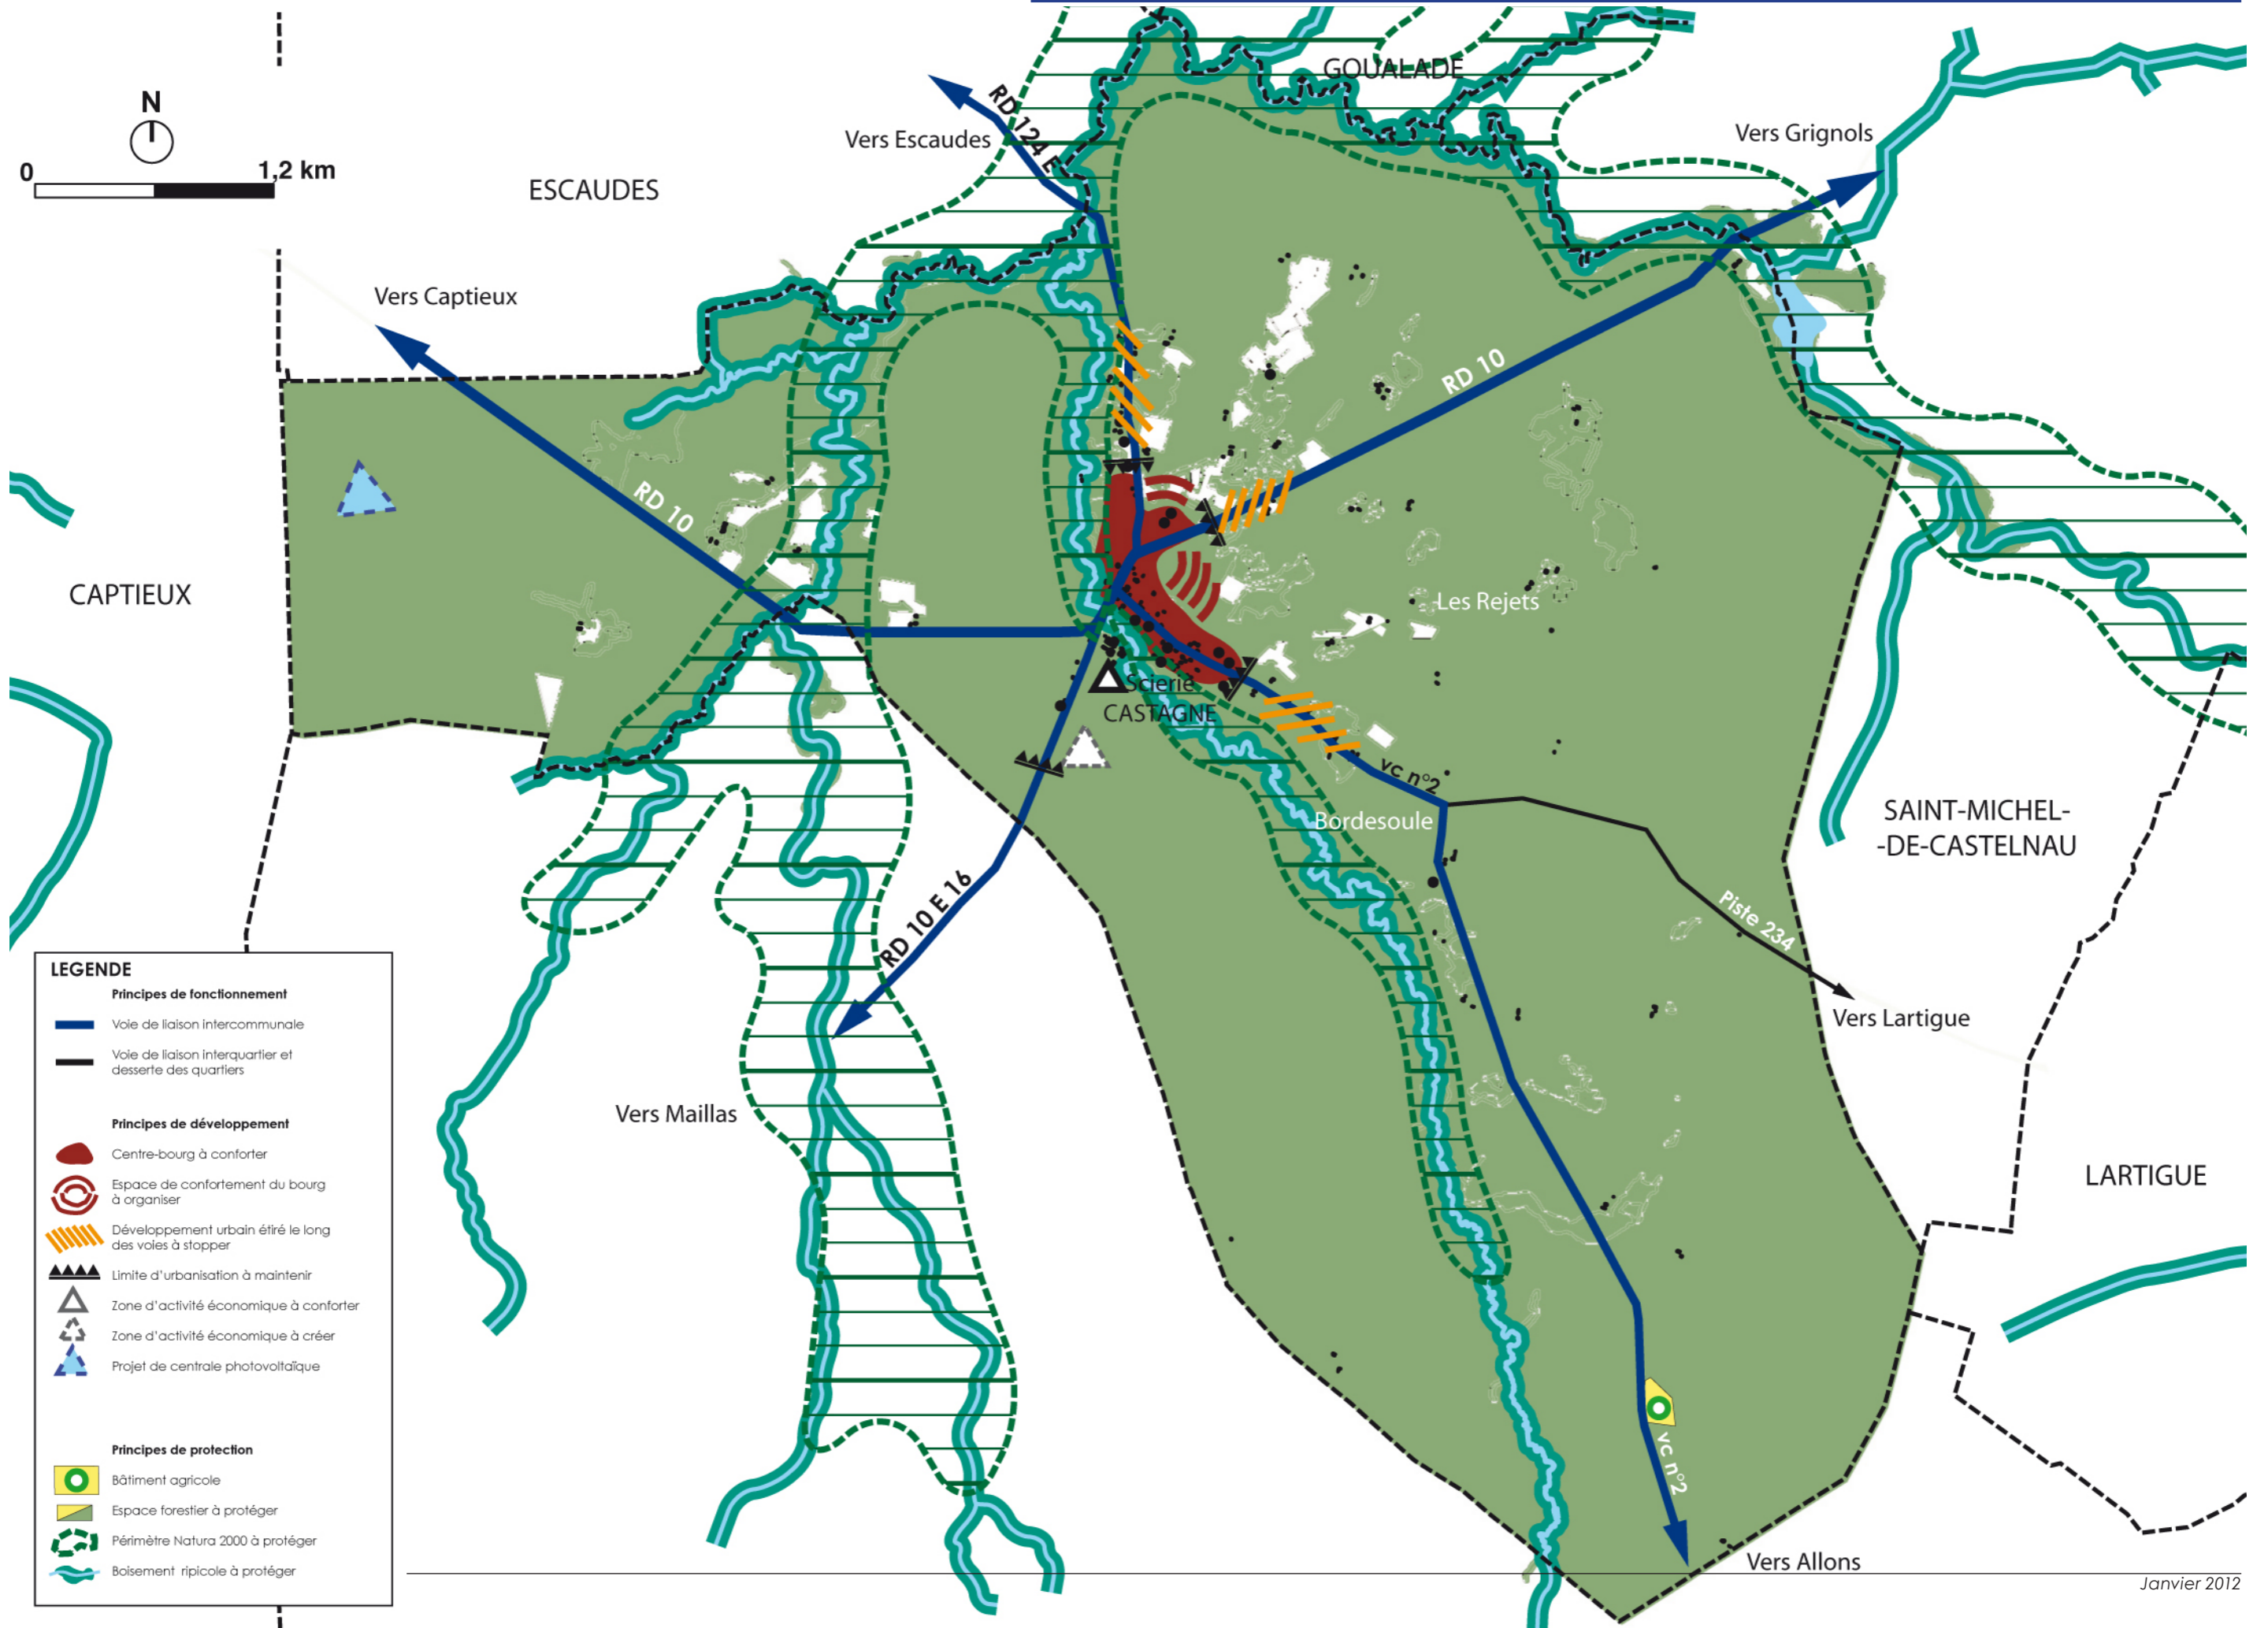 GOUALADE
RD 124 E
Vers Escaudes
Vers Grignols
N
0
1,2 km
ESCAUDES
Vers Captieux
RD 10
RD 10
CAPTIEUX
Les Rejets
Scierie
CASTAGNE
vc n°2
Bordesoule
SAINT-MICHEL-
-DE-CASTELNAU
RD 10 E 16
Piste 234
Vers Lartigue
Vers Maillas
LARTIGUE
vc n°2
Vers Allons
Janvier 2012
LEGENDE
Principes de fonctionnement
Voie de liaison intercommunale
Voie de liaison interquartier et
desserte des quartiers
Principes de développement
Centre-bourg à conforter
Espace de confortement du bourg
à organiser
Développement urbain étiré le long
des voies à stopper
Limite d'urbanisation à maintenir
Zone d'activité économique à conforter
Zone d'activité économique à créer
Projet de centrale photovoltaïque
Principes de protection
Bâtiment agricole
Espace forestier à protéger
Périmètre Natura 2000 à protéger
Boisement ripicole à protéger